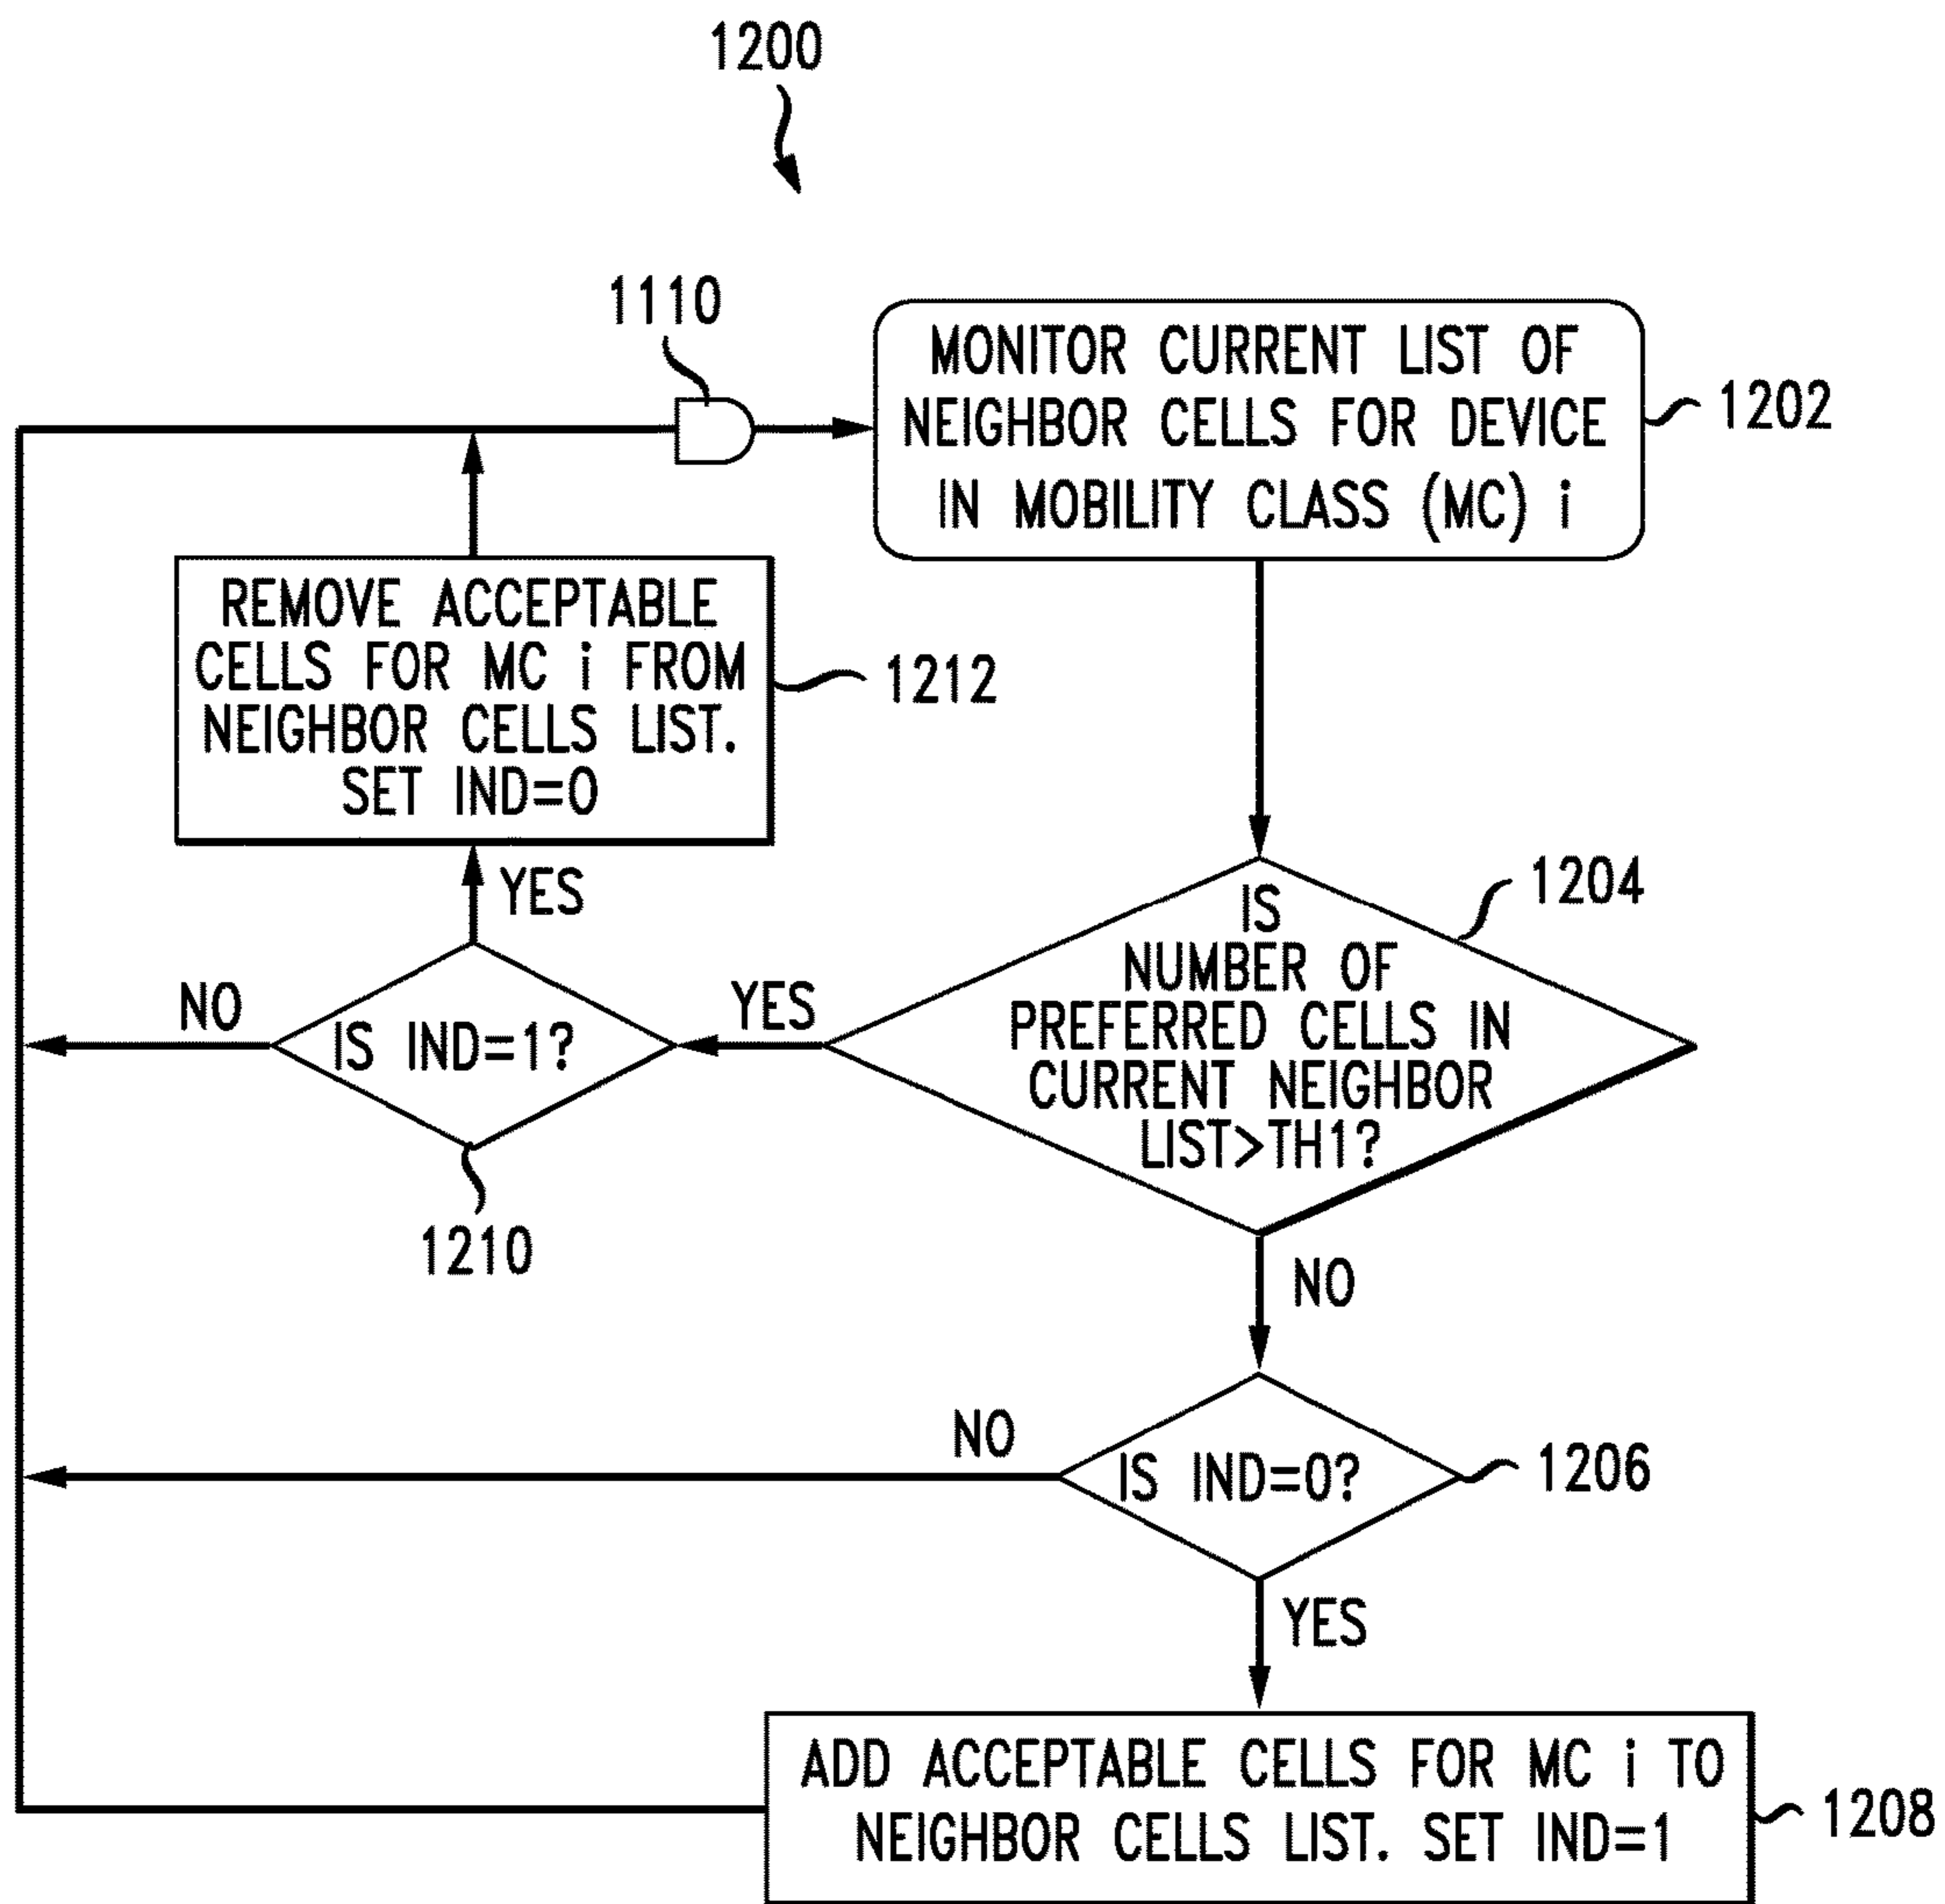 1200
1110
MONITOR CURRENT LIST OF
NEIGHBOR CELLS FOR DEVICE
IN MOBILITY CLASS (MC) i
1202
REMOVE ACCEPTABLE
CELLS FOR MC i FROM
NEIGHBOR CELLS LIST.
SET IND=0
1212
YES
1204
IS
NUMBER OF
PREFERRED CELLS IN
CURRENT NEIGHBOR
LIST>TH1?
NO
IS IND=1?
YES
1210
NO
NO
IS IND=0?
1206
YES
ADD ACCEPTABLE CELLS FOR MC i TO
NEIGHBOR CELLS LIST. SET IND=1
1208